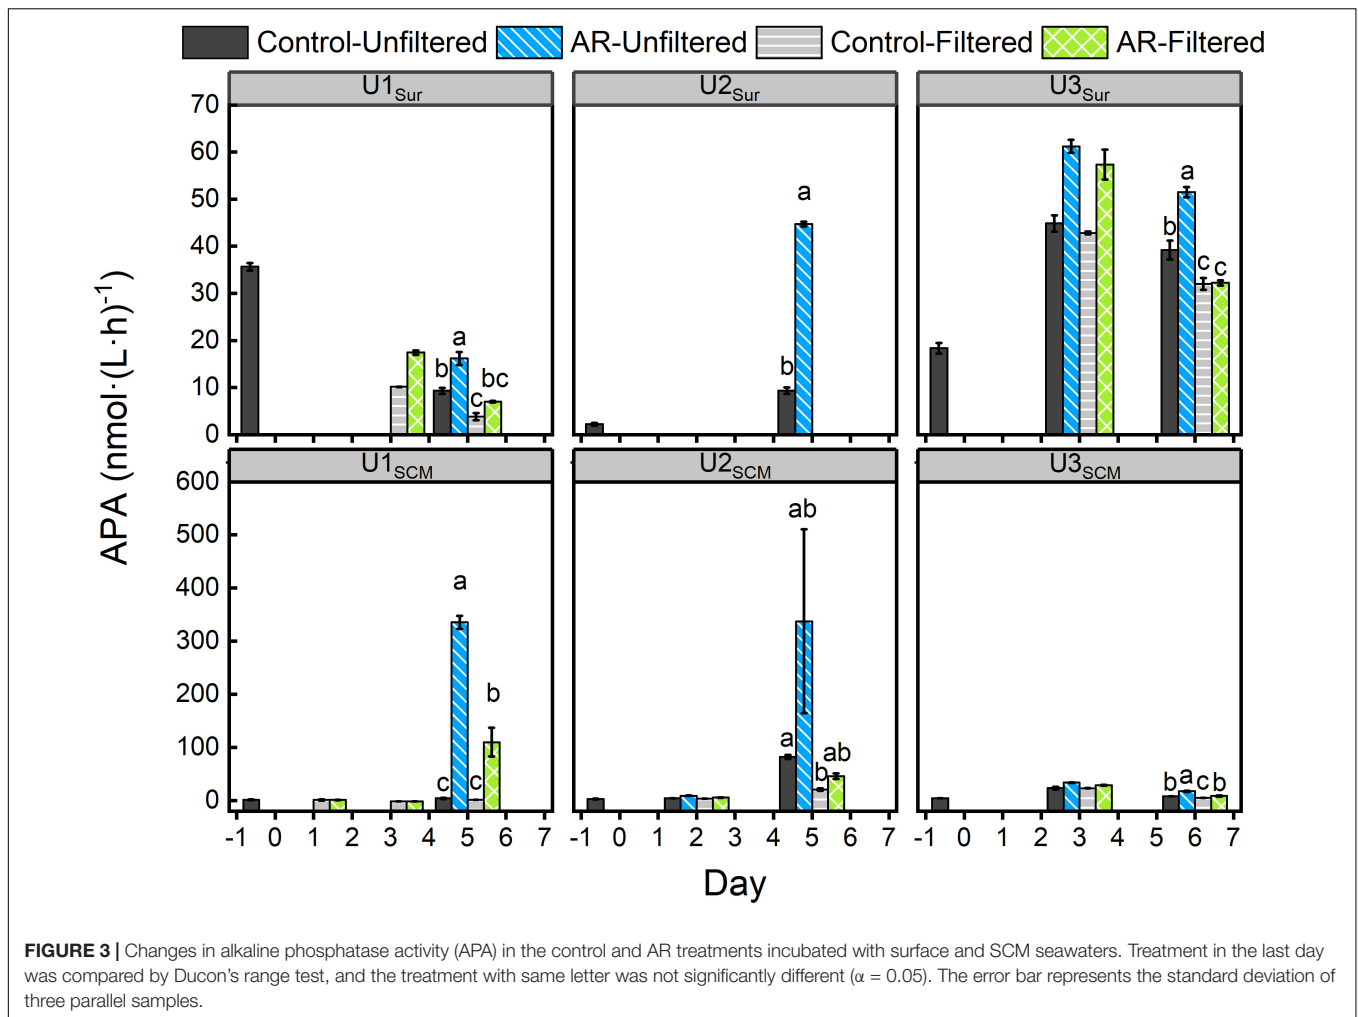 Control-Unfiltered AR-Unfiltered Control-Filtered AR-Filtered
U1Sur U2Sur U3Sur
70
60
50
40
30
20
10
0
a
b
c
bc
a
b
b
a
c
c
U1SCM U2SCM U3SCM
600
500
400
300
200
100
0
c
a
c
b
a
ab
b
ab
b
a
c
b
-1 0 1 2 3 4 5 6 7 -1 0 1 2 3 4 5 6 7 -1 0 1 2 3 4 5 6 7
APA (nmol·(L·h)-1)
Day
FIGURE 3 | Changes in alkaline phosphatase activity (APA) in the control and AR treatments incubated with surface and SCM seawaters. Treatment in the last day
was compared by Ducon's range test, and the treatment with same letter was not significantly different (α = 0.05). The error bar represents the standard deviation of
three parallel samples.